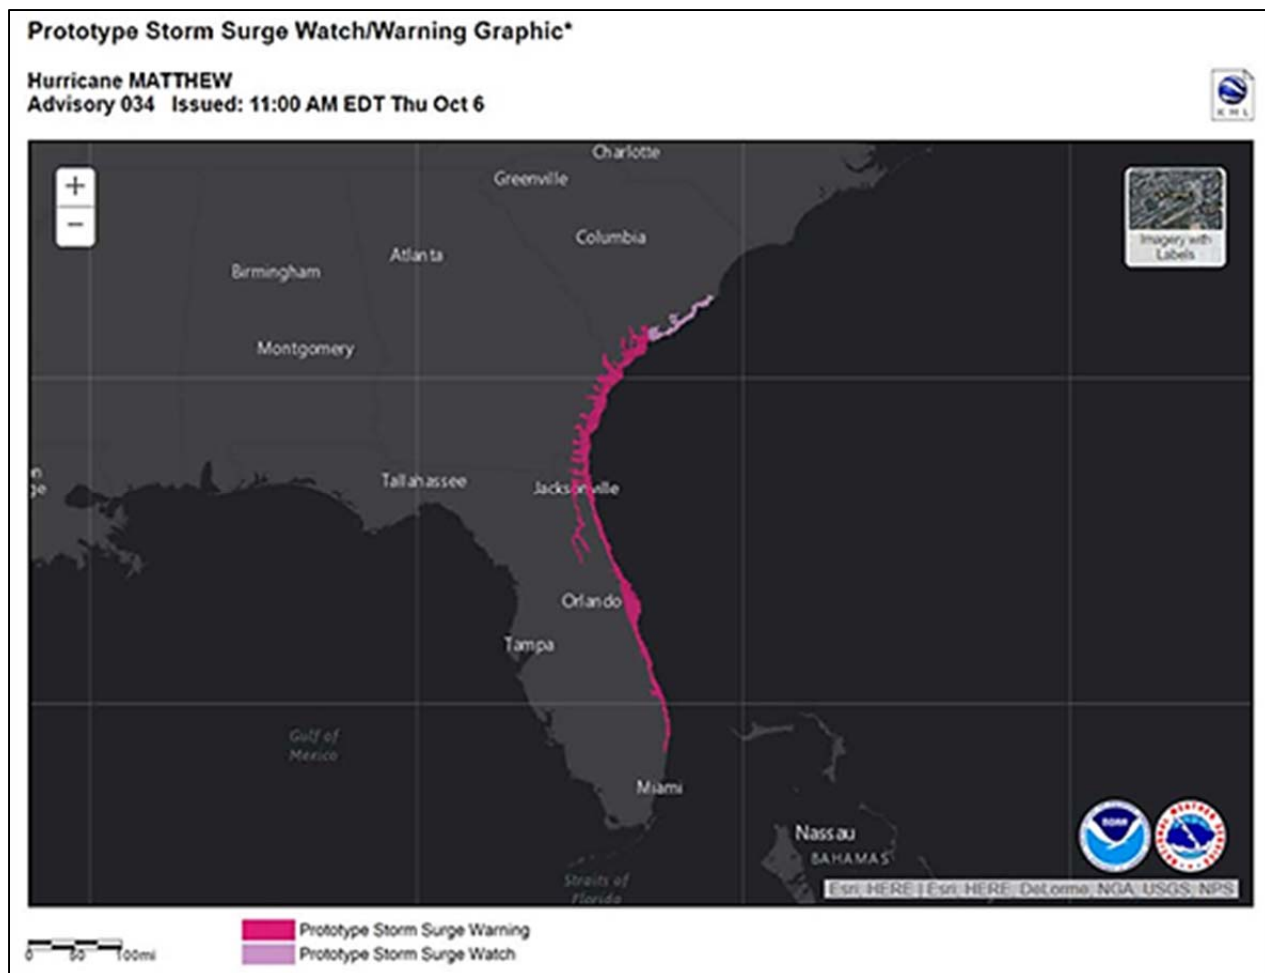 Prototype Storm Surge Watch/Warning Graphic*
Hurricane MATTHEW
Advisory 034 Issued: 11:00 AM EDT Thu Oct 6
KML
+
−
Charlotte
Greenville
Columbia
Atlanta
Birmingham
Montgomery
Imagery with
Labels
Tallahassee
Jacksonville
Orlando
Tampa
Gulf of
Mexico
Miami
Nassau
BAHAMAS
Straits of
Florida
NOAA
Esri, HERE | Esri, HERE, DeLorme, NGA, USGS, NPS
Prototype Storm Surge Warning
Prototype Storm Surge Watch
0 50 100mi